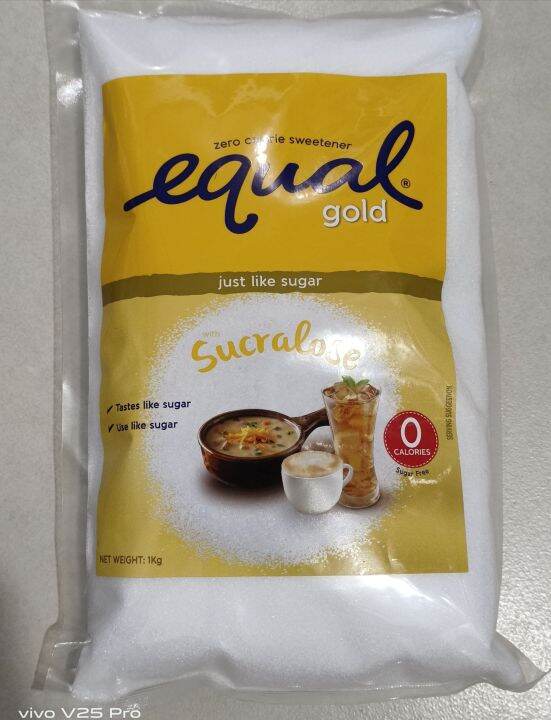 zero calorie sweetener
equal®
gold
just like sugar
with
Sucralose
✓ Tastes like sugar
✓ Use like sugar
0
CALORIES
Sugar Free
SERVING SUGGESTION
NET WEIGHT: 1Kg
vivo V25 Pro